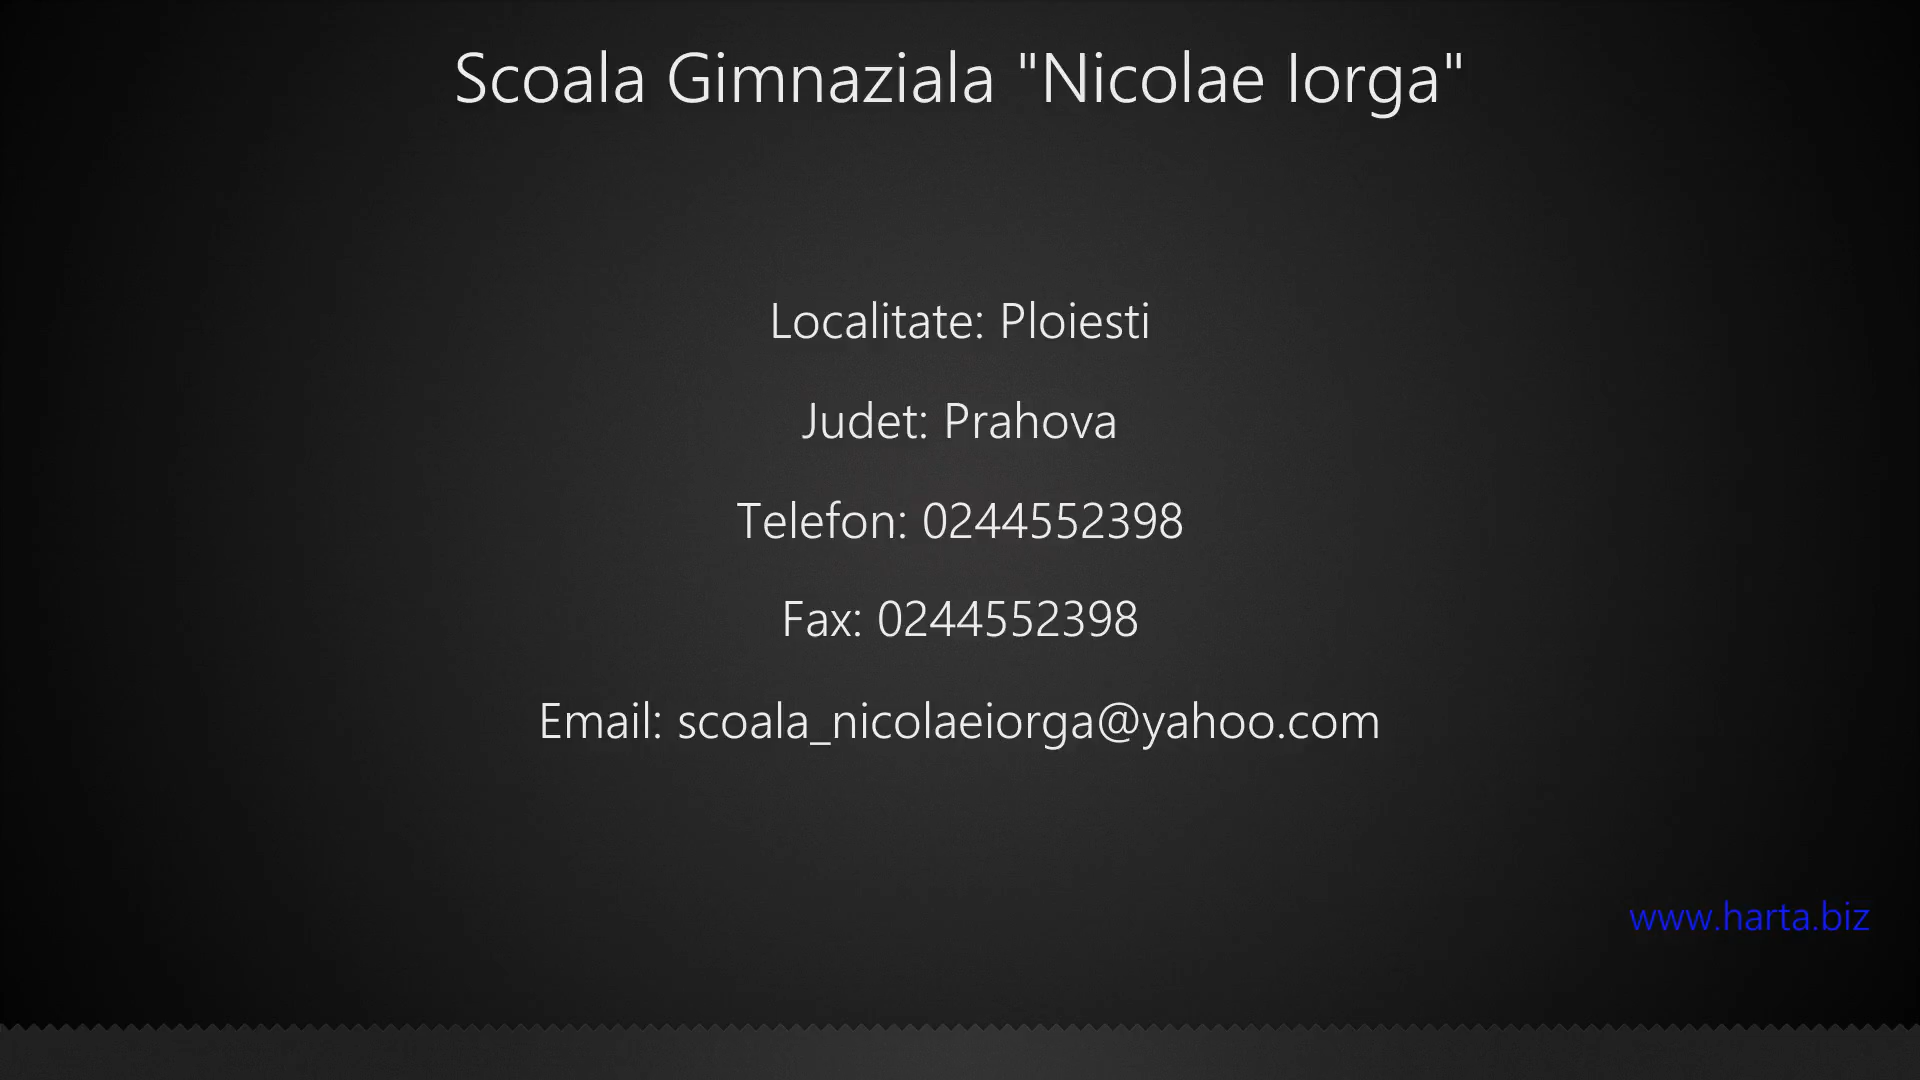 Scoala Gimnaziala "Nicolae Iorga"
Localitate: Ploiesti
Judet: Prahova
Telefon: 0244552398
Fax: 0244552398
Email: scoala_nicolaeiorga@yahoo.com
www.harta.biz